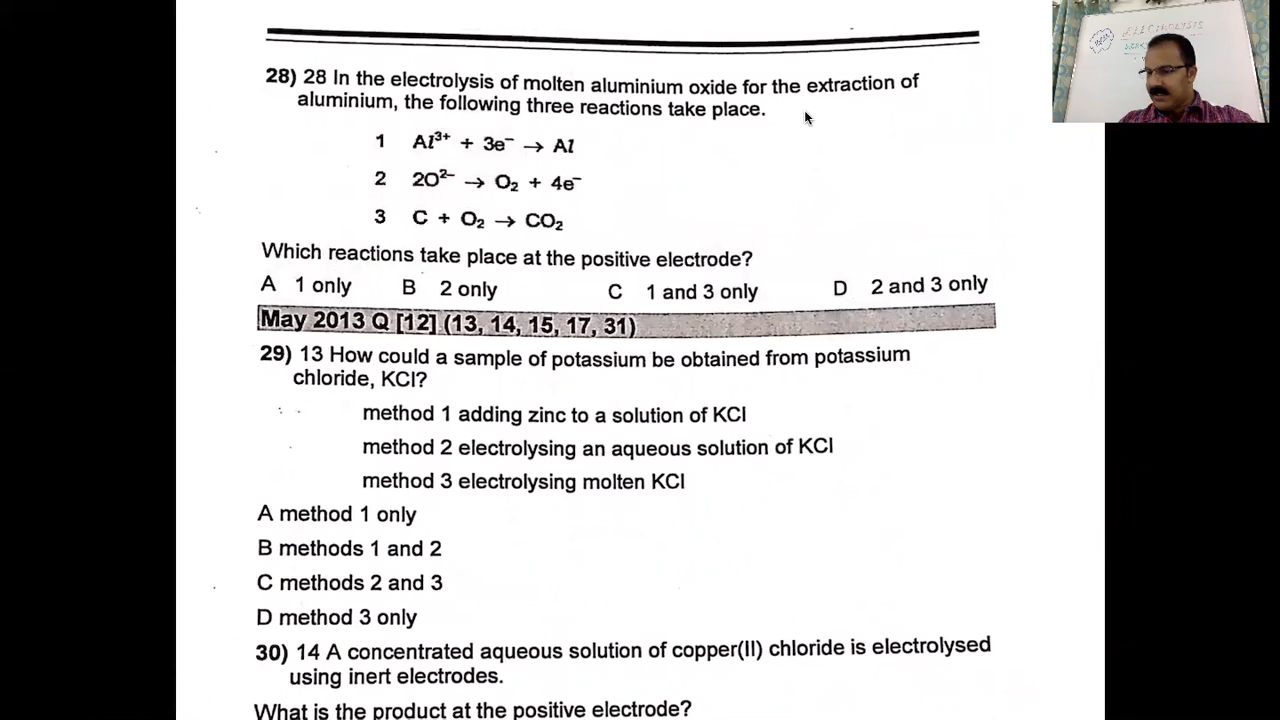 ELECTROLYSIS
28) 28 In the electrolysis of molten aluminium oxide for the extraction of
aluminium, the following three reactions take place.
1 Al³⁺ + 3e⁻ → Al
2 2O²⁻ → O₂ + 4e⁻
3 C + O₂ → CO₂
Which reactions take place at the positive electrode?
A 1 only B 2 only C 1 and 3 only D 2 and 3 only
May 2013 Q [12] (13, 14, 15, 17, 31)
29) 13 How could a sample of potassium be obtained from potassium
chloride, KCl?
method 1 adding zinc to a solution of KCl
method 2 electrolysing an aqueous solution of KCl
method 3 electrolysing molten KCl
A method 1 only
B methods 1 and 2
C methods 2 and 3
D method 3 only
30) 14 A concentrated aqueous solution of copper(II) chloride is electrolysed
using inert electrodes.
What is the product at the positive electrode?